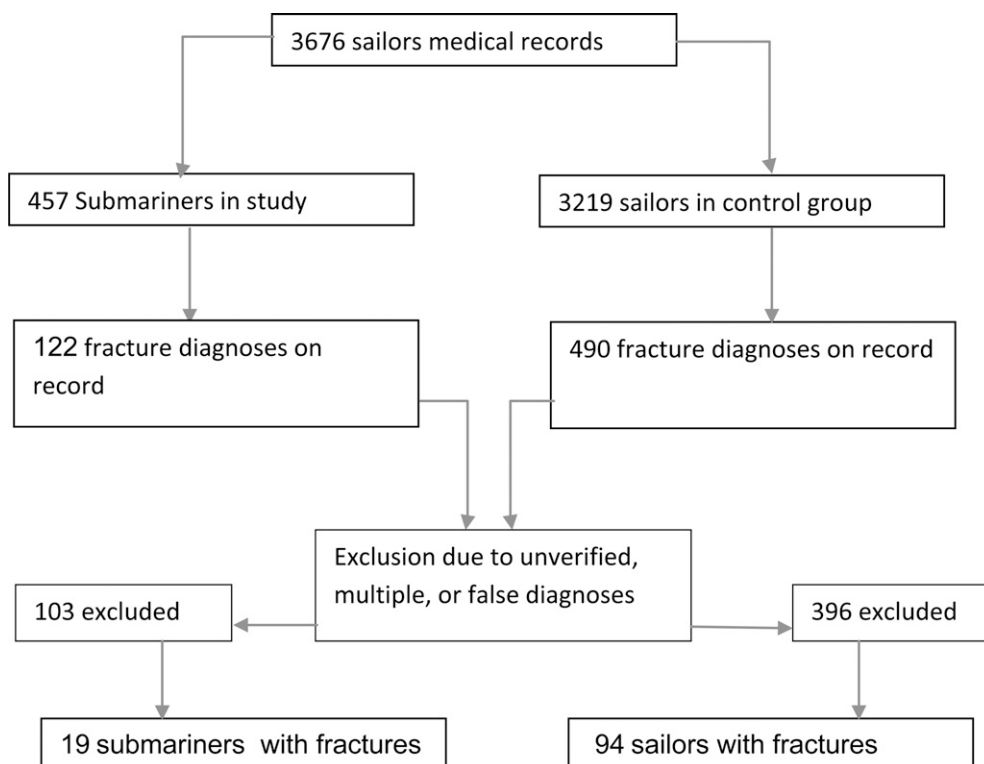 3676 sailors medical records
457 Submariners in study
3219 sailors in control group
122 fracture diagnoses on
record
490 fracture diagnoses on record
Exclusion due to unverified,
multiple, or false diagnoses
103 excluded
396 excluded
19 submariners with fractures
94 sailors with fractures